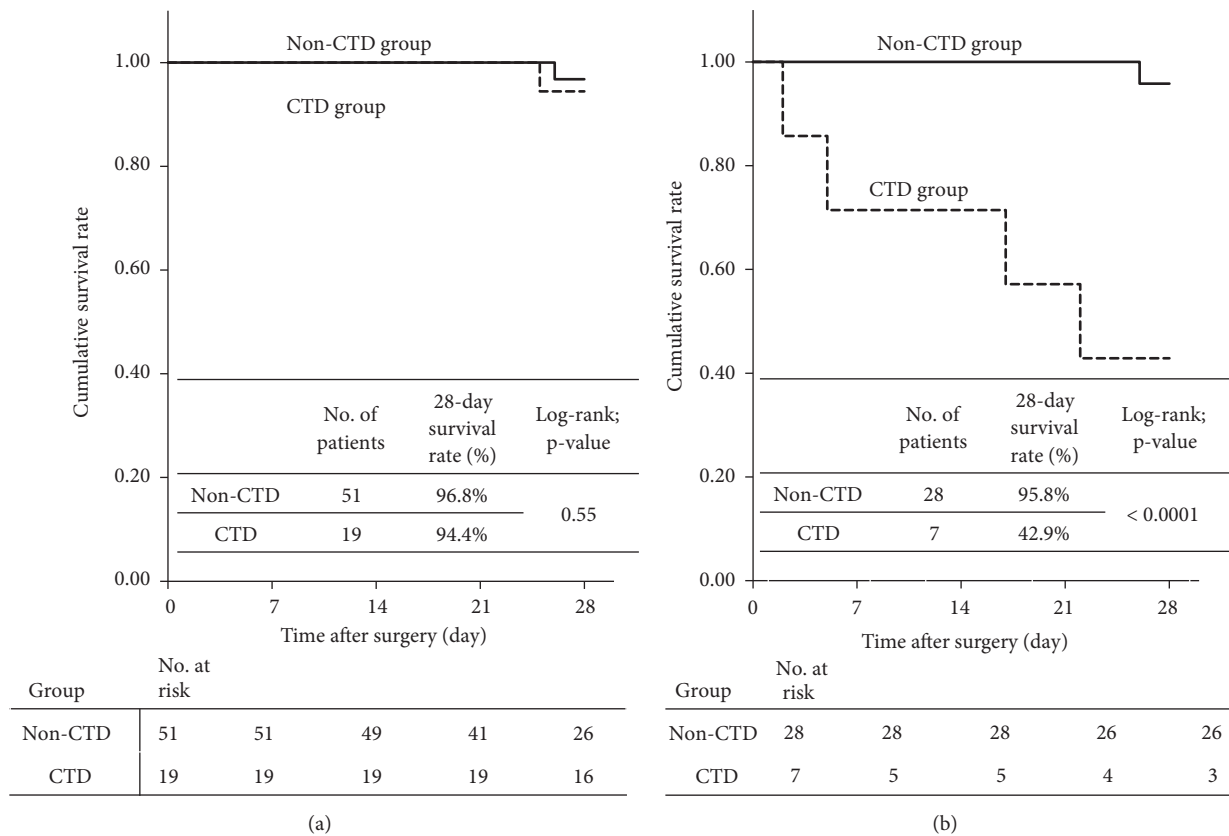 Non-CTD group
CTD group
1.00
0.80
0.60
0.40
0.20
0.00
Cumulative survival rate
No. of patients 28-day survival rate (%) Log-rank; p-value
Non-CTD 51 96.8% 0.55
CTD 19 94.4%
0 7 14 21 28
Time after surgery (day)
Group No. at risk
Non-CTD 51 51 49 41 26
CTD 19 19 19 19 16
(a)
Non-CTD group
CTD group
1.00
0.80
0.60
0.40
0.20
0.00
Cumulative survival rate
No. of patients 28-day survival rate (%) Log-rank; p-value
Non-CTD 28 95.8% < 0.0001
CTD 7 42.9%
0 7 14 21 28
Time after surgery (day)
Group No. at risk
Non-CTD 28 28 28 26 26
CTD 7 5 5 4 3
(b)